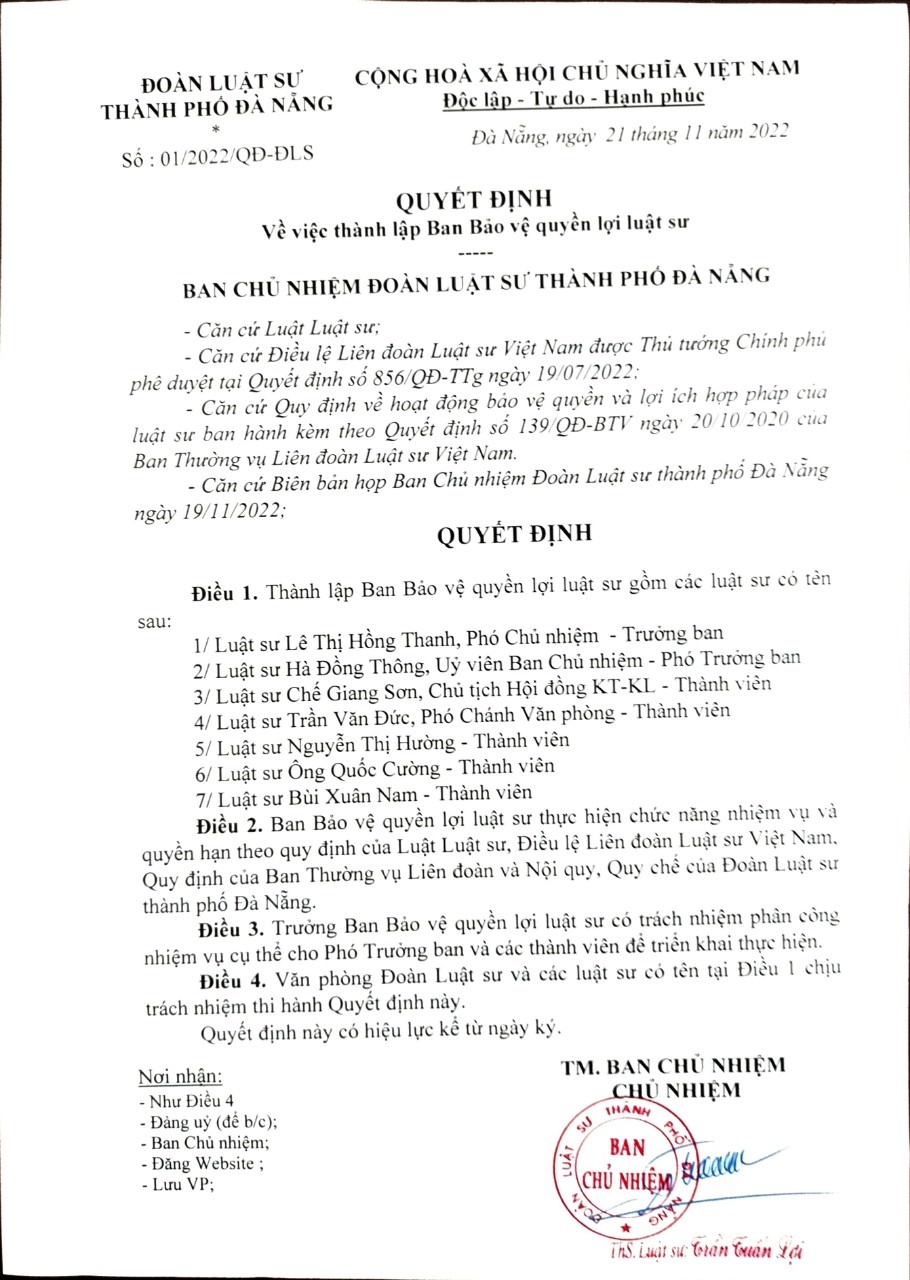 ĐOÀN LUẬT SƯ
THÀNH PHỐ ĐÀ NẴNG
*
Số : 01/2022/QĐ-ĐLS
CỘNG HOÀ XÃ HỘI CHỦ NGHĨA VIỆT NAM
Độc lập - Tự do - Hạnh phúc
Đà Nẵng, ngày 21 tháng 11 năm 2022
QUYẾT ĐỊNH
Về việc thành lập Ban Bảo vệ quyền lợi luật sư
-----
BAN CHỦ NHIỆM ĐOÀN LUẬT SƯ THÀNH PHỐ ĐÀ NẴNG
- Căn cứ Luật Luật sư;
- Căn cứ Điều lệ Liên đoàn Luật sư Việt Nam được Thủ tướng Chính phủ
phê duyệt tại Quyết định số 856/QĐ-TTg ngày 19/07/2022;
- Căn cứ Quy định về hoạt động bảo vệ quyền và lợi ích hợp pháp của
luật sư ban hành kèm theo Quyết định số 139/QĐ-BTV ngày 20/10/2020 của
Ban Thường vụ Liên đoàn Luật sư Việt Nam.
- Căn cứ Biên bản họp Ban Chủ nhiệm Đoàn Luật sư thành phố Đà Nẵng
ngày 19/11/2022;
QUYẾT ĐỊNH
Điều 1. Thành lập Ban Bảo vệ quyền lợi luật sư gồm các luật sư có tên
sau:
1/ Luật sư Lê Thị Hồng Thanh, Phó Chủ nhiệm - Trưởng ban
2/ Luật sư Hà Đồng Thông, Uỷ viên Ban Chủ nhiệm - Phó Trưởng ban
3/ Luật sư Chế Giang Sơn, Chủ tịch Hội đồng KT-KL - Thành viên
4/ Luật sư Trần Văn Đức, Phó Chánh Văn phòng - Thành viên
5/ Luật sư Nguyễn Thị Hường - Thành viên
6/ Luật sư Ông Quốc Cường - Thành viên
7/ Luật sư Bùi Xuân Nam - Thành viên
Điều 2. Ban Bảo vệ quyền lợi luật sư thực hiện chức năng nhiệm vụ và
quyền hạn theo quy định của Luật Luật sư, Điều lệ Liên đoàn Luật sư Việt Nam,
Quy định của Ban Thường vụ Liên đoàn và Nội quy, Quy chế của Đoàn Luật sư
thành phố Đà Nẵng.
Điều 3. Trưởng Ban Bảo vệ quyền lợi luật sư có trách nhiệm phân công
nhiệm vụ cụ thể cho Phó Trưởng ban và các thành viên để triển khai thực hiện.
Điều 4. Văn phòng Đoàn Luật sư và các luật sư có tên tại Điều 1 chịu
trách nhiệm thi hành Quyết định này.
Quyết định này có hiệu lực kể từ ngày ký.
Nơi nhận:
- Như Điều 4
- Đảng uỷ (để b/c);
- Ban Chủ nhiệm;
- Đăng Website ;
- Lưu VP;
TM. BAN CHỦ NHIỆM
CHỦ NHIỆM
ĐOÀN LUẬT SƯ THÀNH PHỐ ĐÀ NẴNG
BAN
CHỦ NHIỆM
ThS. Luật sư: Trần Tuấn Lợi